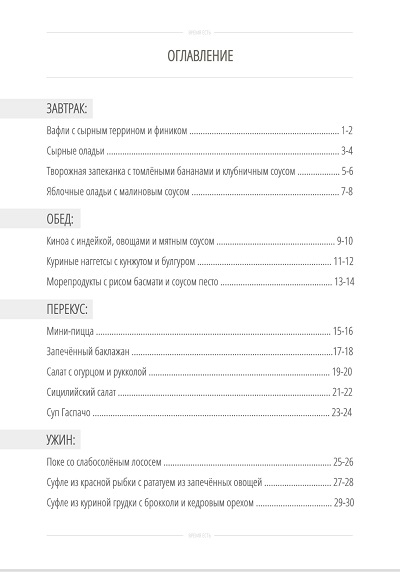 ОГЛАВЛЕНИЕ
ЗАВТРАК:
Вафли с сырным террином и фиником ........................................................ 1-2
Сырные олады ........................................................................................ 3-4
Творожная запеканка с томлёными бананами и клубничным соусом ................ 5-6
Яблочные оладьи с малиновым соусом ........................................................ 7-8
ОБЕД:
Киноа с индейкой, овощами и мятным соусом ............................................. 9-10
Куриные наггетсы с кунжутом и булгуром .................................................... 11-12
Морепродукты с рисом басмати и соусом песто ........................................... 13-14
ПЕРЕКУС:
Мини-пицца .......................................................................................... 15-16
Запечённый баклажан .............................................................................17-18
Салат с огурцом и рукколой ..................................................................... 19-20
Сицилийский салат ................................................................................. 21-22
Суп Гаспачо ........................................................................................... 23-24
УЖИН:
Поке со слабосолёным лососем ................................................................ 25-26
Суфле из красной рыбки с рататуем из запечённых овощей ......................... 27-28
Суфле из куриной грудки с брокколи и кедровым орехом ............................ 29-30